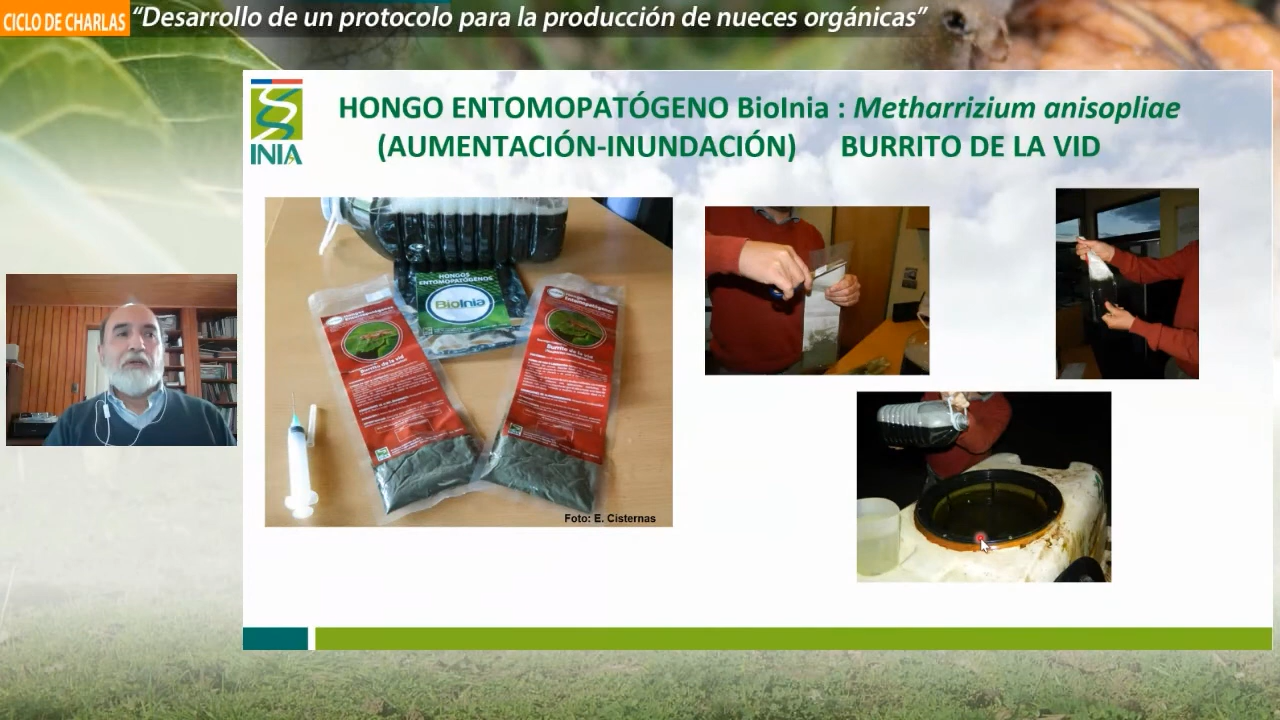 CICLO DE CHARLAS
“Desarrollo de un protocolo para la producción de nueces orgánicas”
INIA
HONGO ENTOMOPATÓGENO BioInia : Metharrizium anisopliae
(AUMENTACIÓN-INUNDACIÓN) BURRITO DE LA VID
HONGOS
ENTOMOPATÓGENOS
BioInia
Burrito de la vid
Burrito de la vid
Foto: E. Cisternas